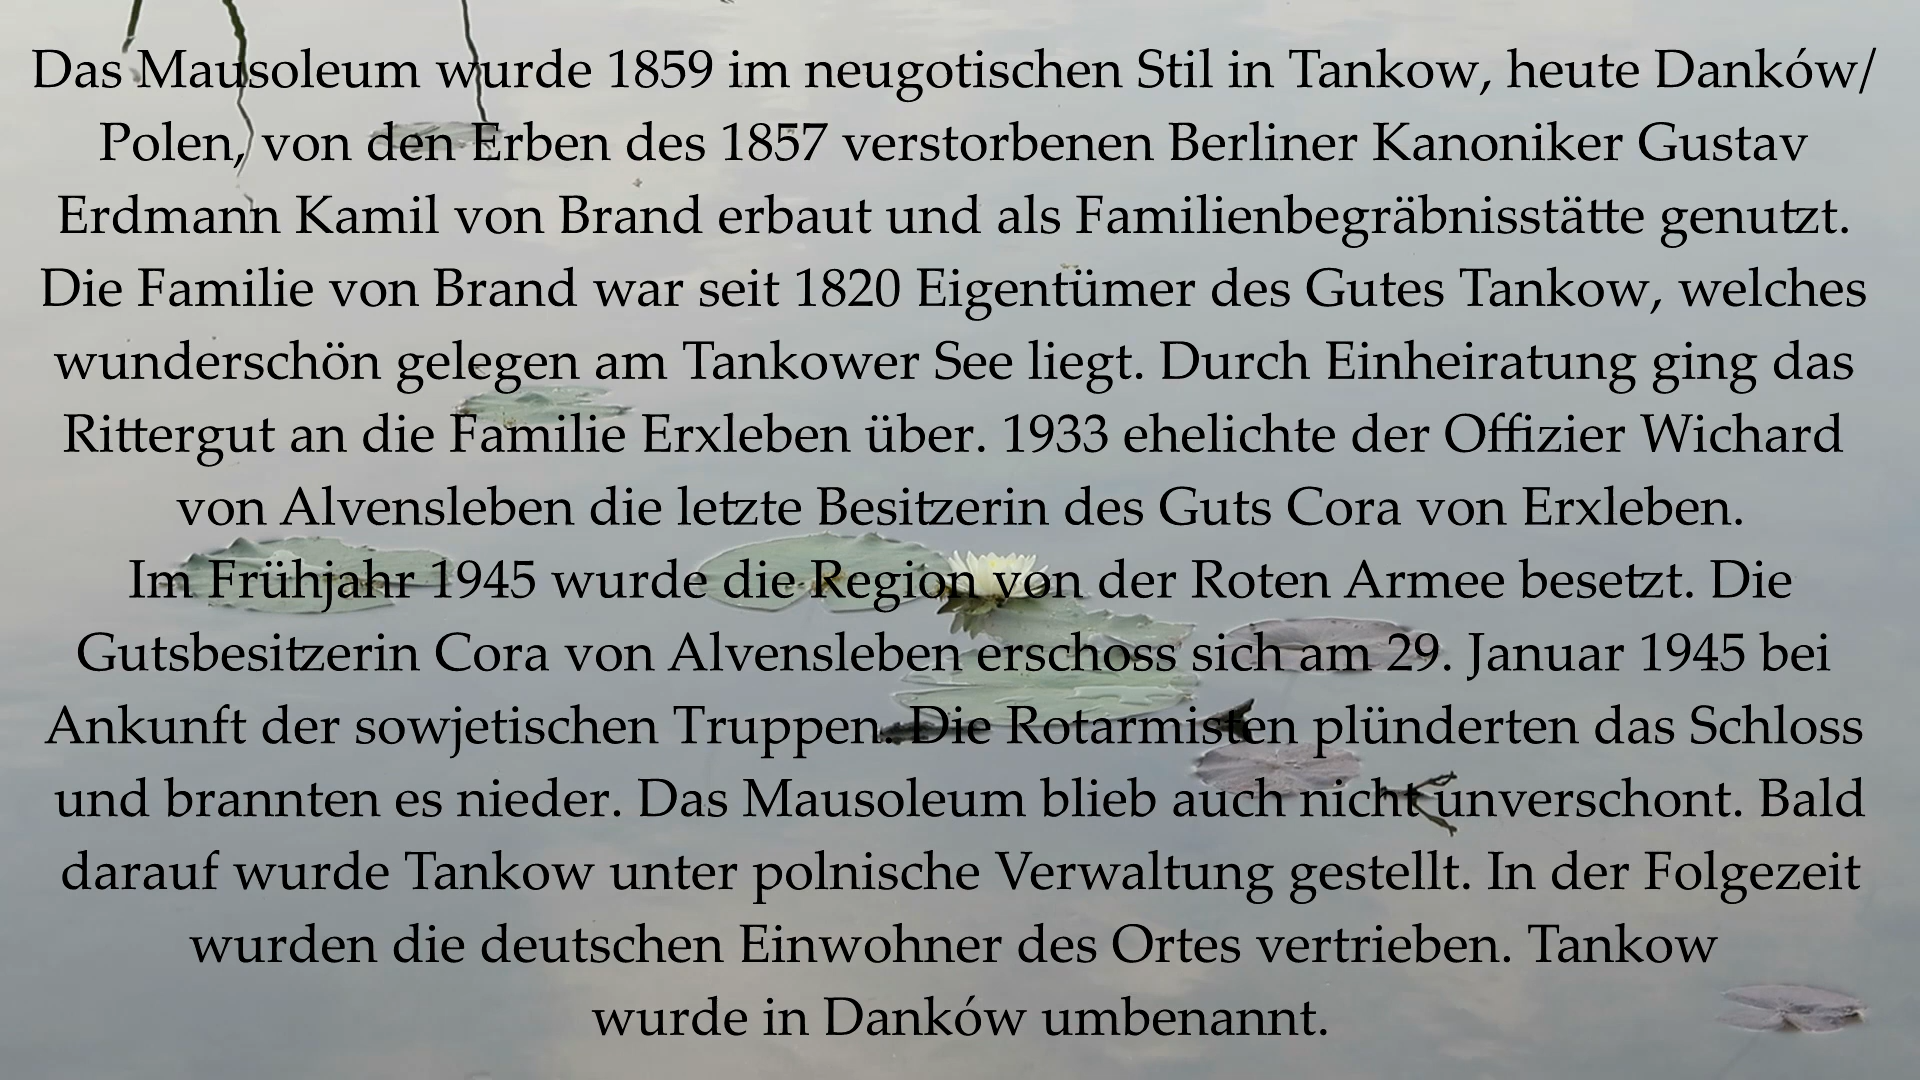 Das Mausoleum wurde 1859 im neugotischen Stil in Tankow, heute Danków/
Polen, von den Erben des 1857 verstorbenen Berliner Kanoniker Gustav
Erdmann Kamil von Brand erbaut und als Familienbegräbnisstätte genutzt.
Die Familie von Brand war seit 1820 Eigentümer des Gutes Tankow, welches
wunderschön gelegen am Tankower See liegt. Durch Einheiratung ging das
Rittergut an die Familie Erxleben über. 1933 ehelichte der Offizier Wichard
von Alvensleben die letzte Besitzerin des Guts Cora von Erxleben.
Im Frühjahr 1945 wurde die Region von der Roten Armee besetzt. Die
Gutsbesitzerin Cora von Alvensleben erschoss sich am 29. Januar 1945 bei
Ankunft der sowjetischen Truppen. Die Rotarmisten plünderten das Schloss
und brannten es nieder. Das Mausoleum blieb auch nicht unverschont. Bald
darauf wurde Tankow unter polnische Verwaltung gestellt. In der Folgezeit
wurden die deutschen Einwohner des Ortes vertrieben. Tankow
wurde in Danków umbenannt.